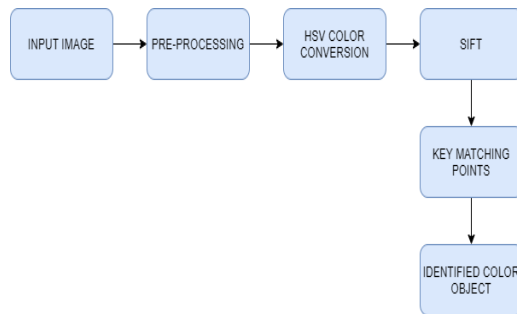 INPUT IMAGE
PRE-PROCESSING
HSV COLOR
CONVERSION
SIFT
KEY MATCHING
POINTS
IDENTIFIED COLOR
OBJECT